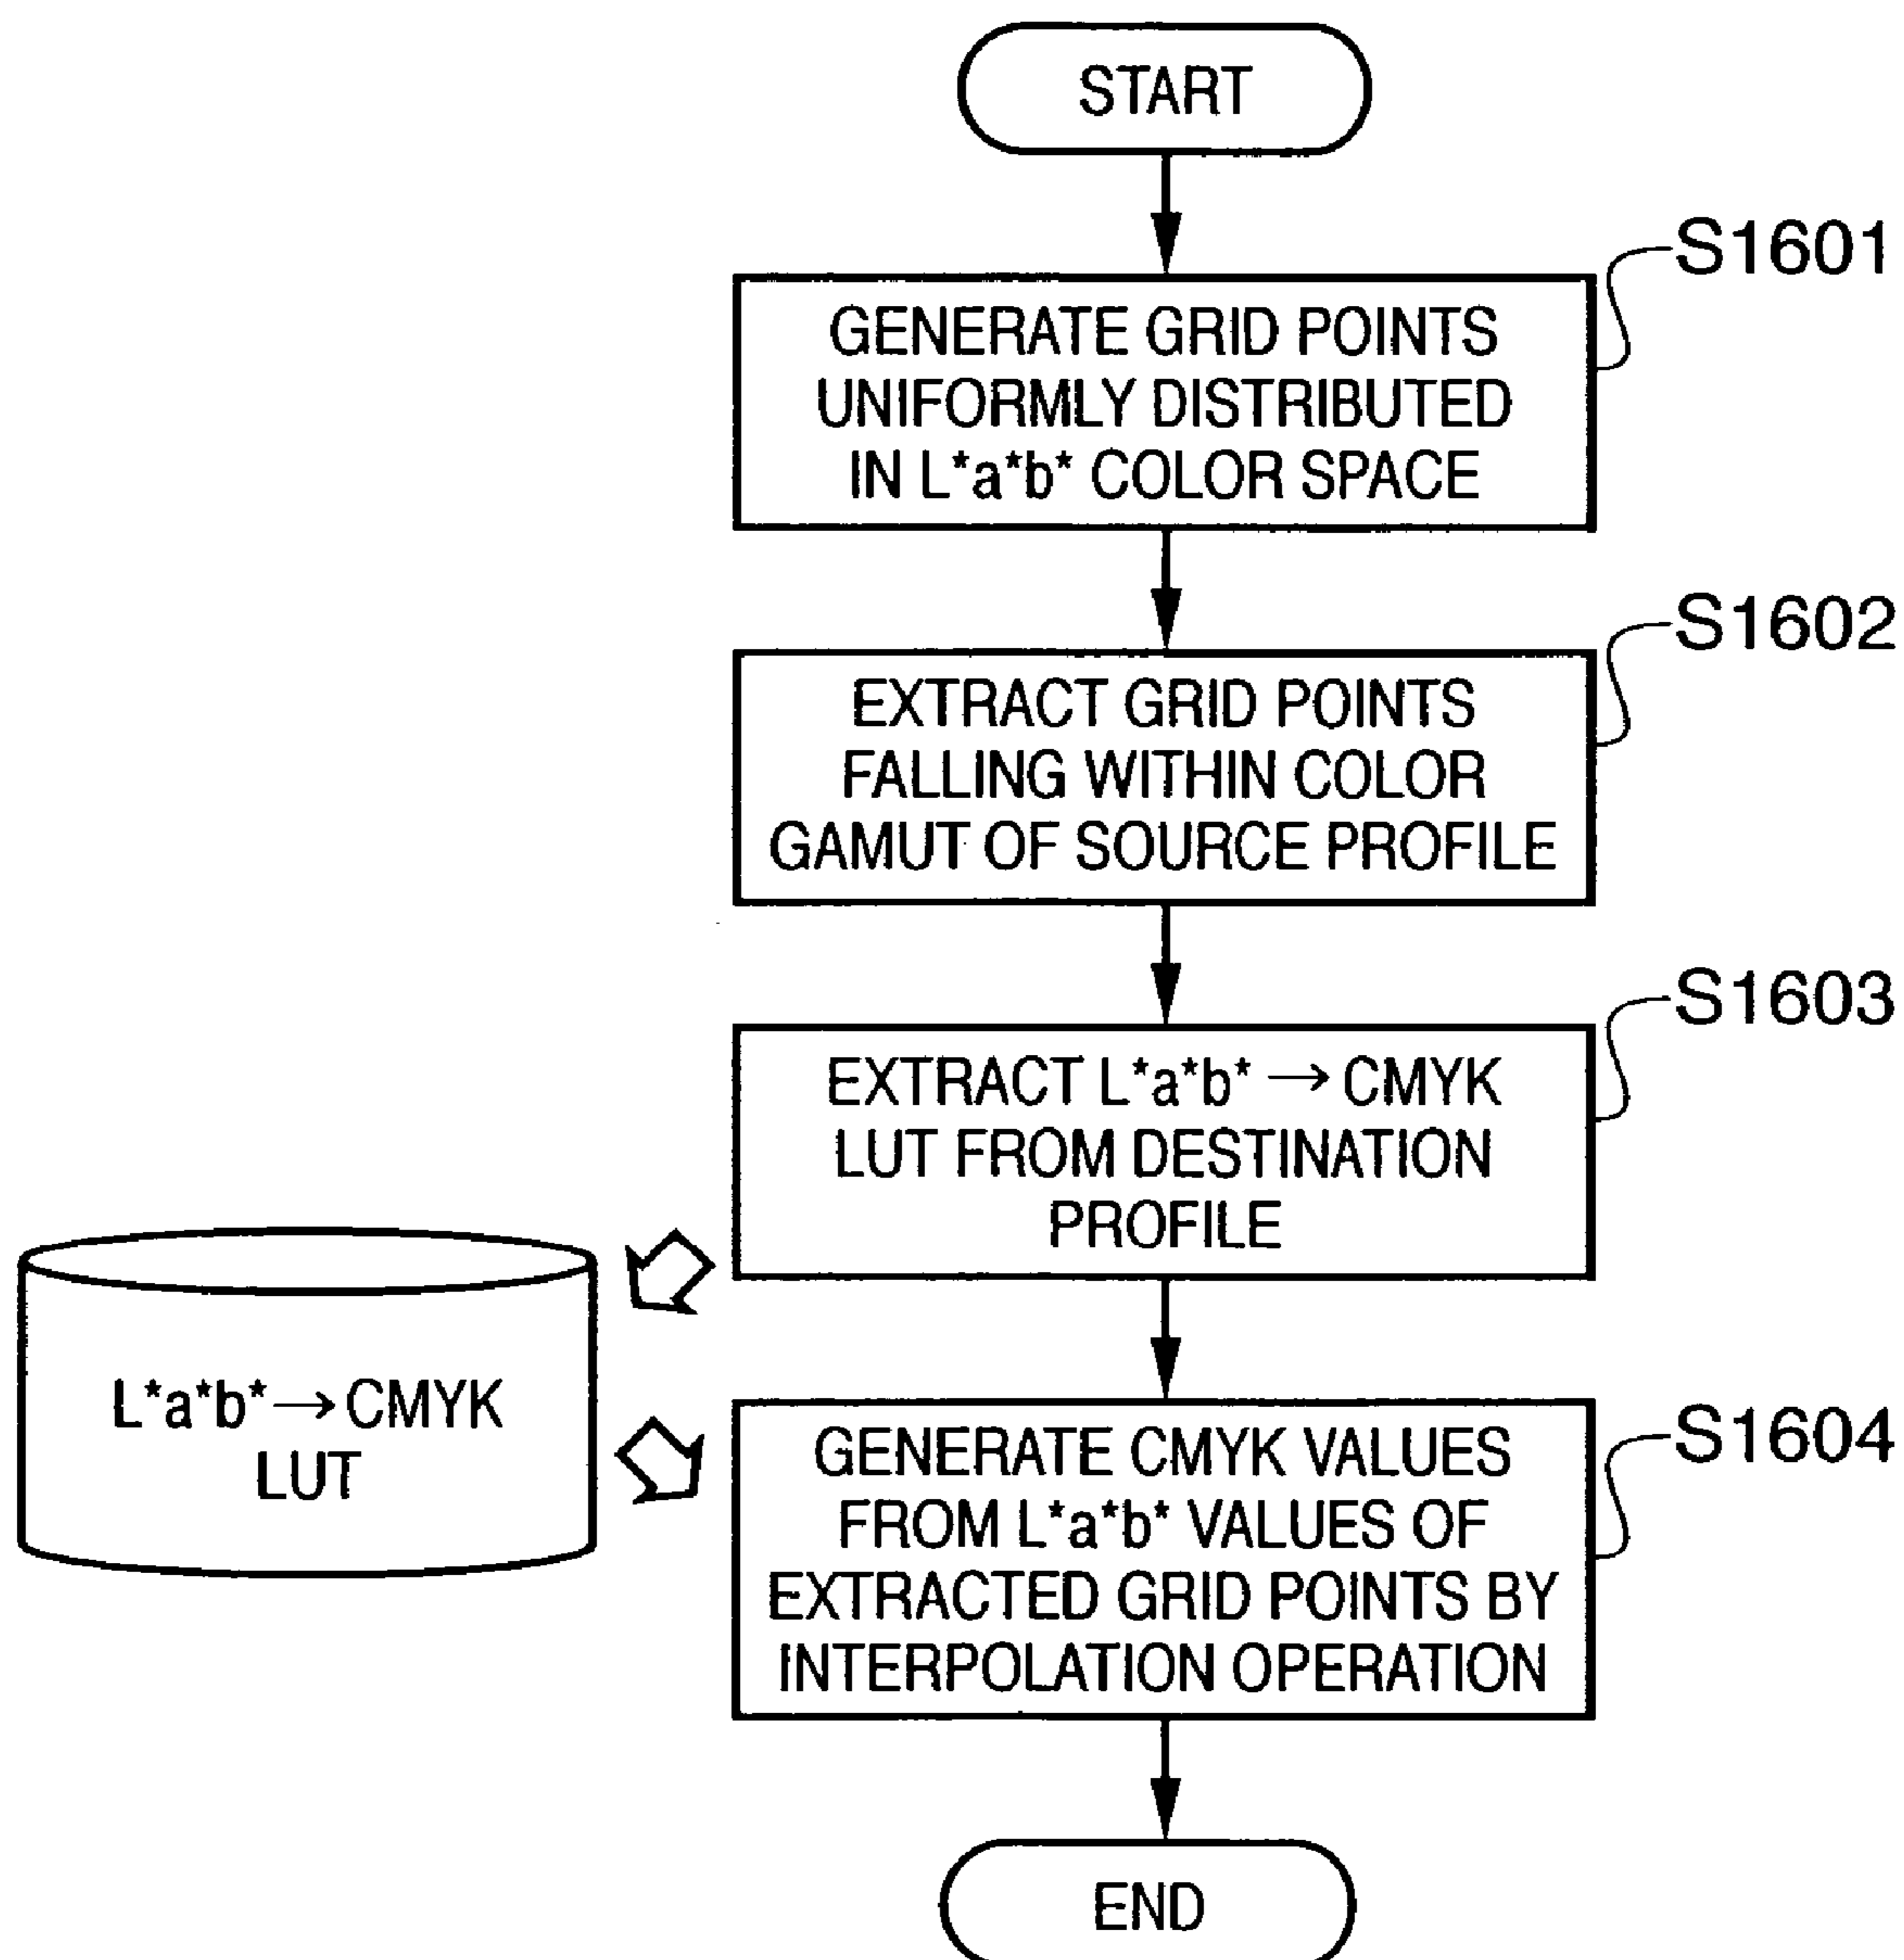 START
S1601
GENERATE GRID POINTS
UNIFORMLY DISTRIBUTED
IN L*a*b* COLOR SPACE
S1602
EXTRACT GRID POINTS
FALLING WITHIN COLOR
GAMUT OF SOURCE PROFILE
S1603
EXTRACT L*a*b* → CMYK
LUT FROM DESTINATION
PROFILE
L*a*b* → CMYK
LUT
S1604
GENERATE CMYK VALUES
FROM L*a*b* VALUES OF
EXTRACTED GRID POINTS BY
INTERPOLATION OPERATION
END